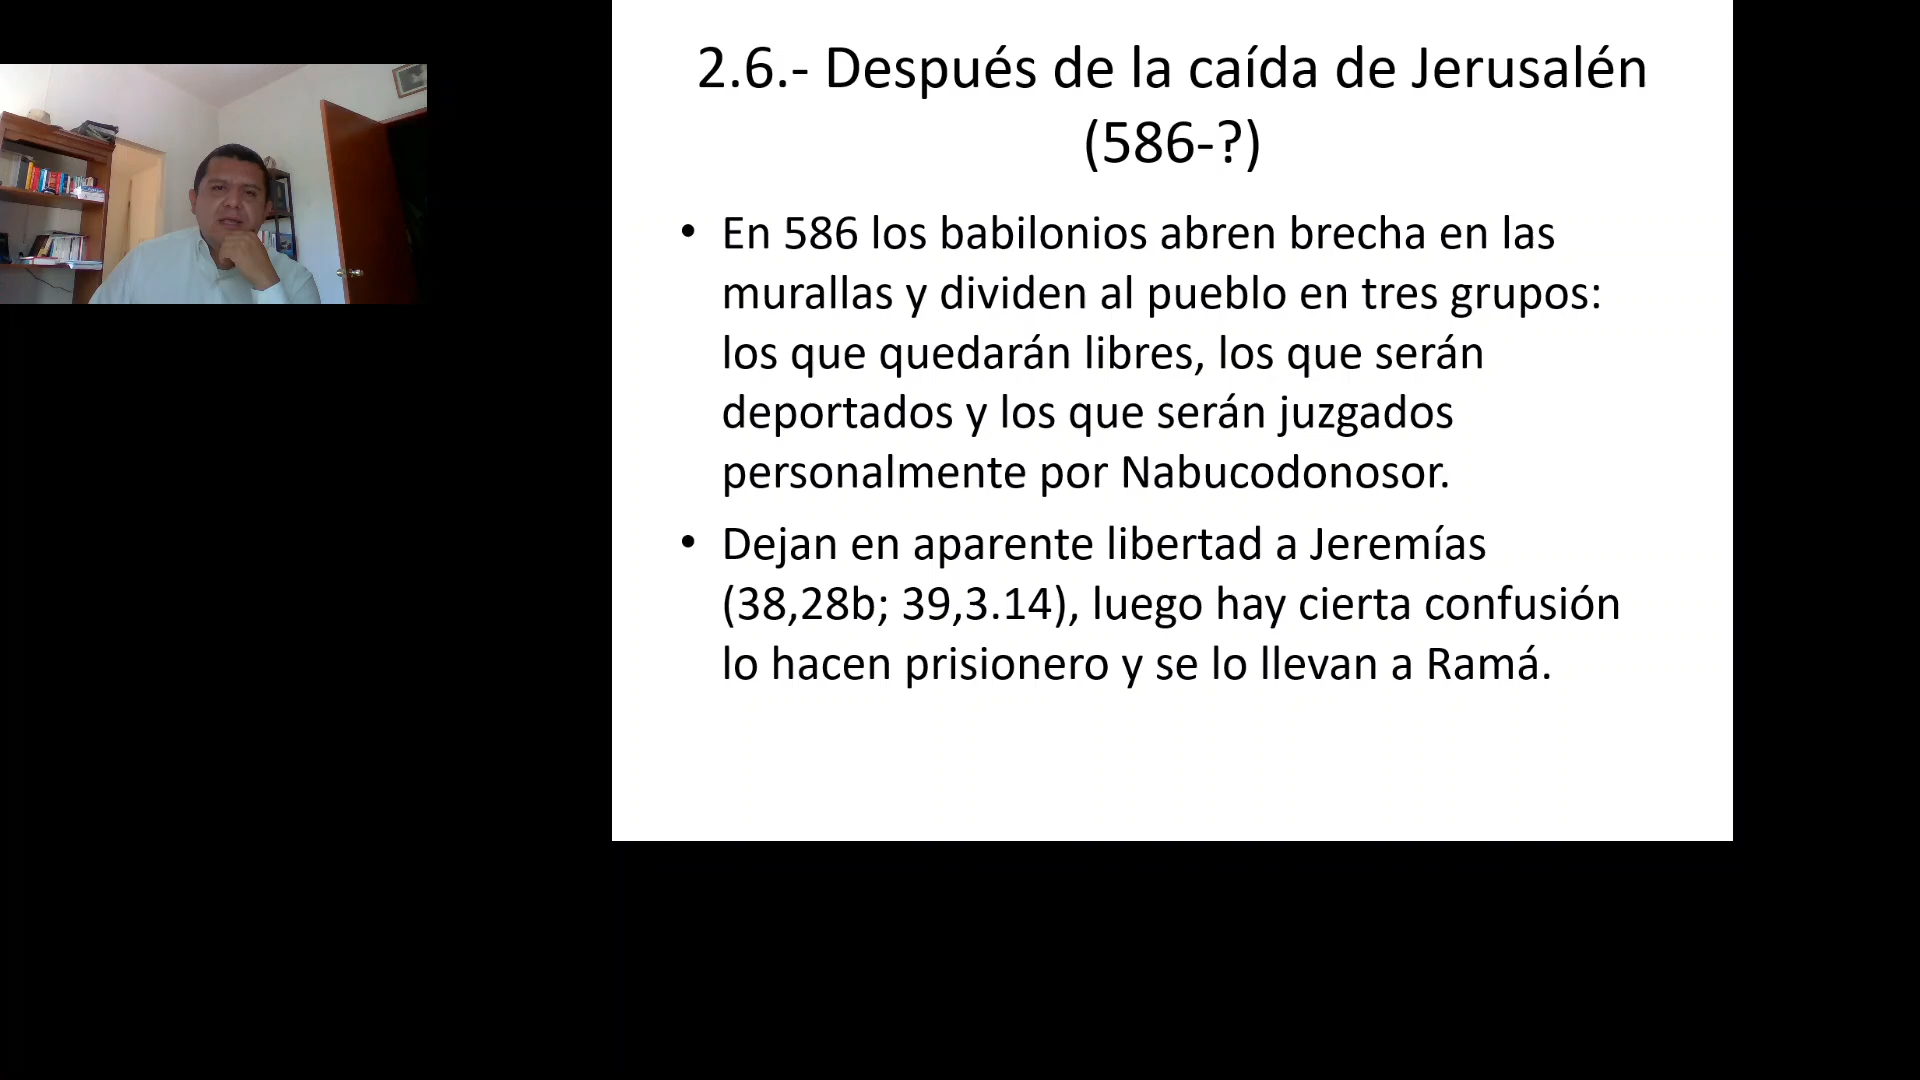 2.6.- Después de la caída de Jerusalén
(586-?)
• En 586 los babilonios abren brecha en las
murallas y dividen al pueblo en tres grupos:
los que quedarán libres, los que serán
deportados y los que serán juzgados
personalmente por Nabucodonosor.
• Dejan en aparente libertad a Jeremías
(38,28b; 39,3.14), luego hay cierta confusión
lo hacen prisionero y se lo llevan a Ramá.